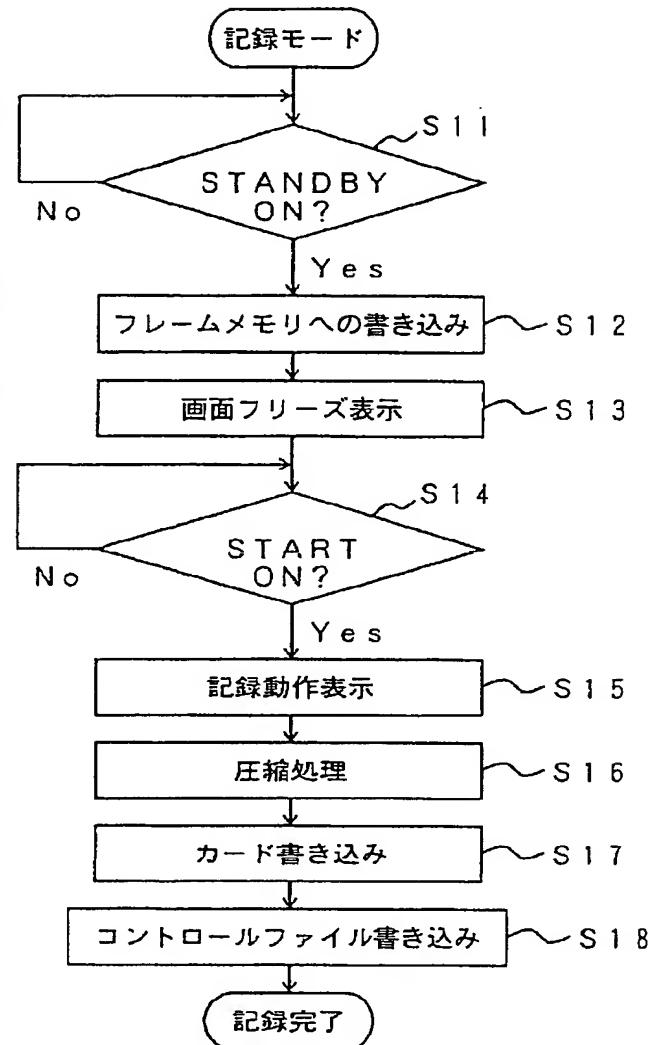 記録モード
S11
STANDBY
ON?
No
Yes
フレームメモリへの書き込み
S12
画面フリーズ表示
S13
S14
START
ON?
No
Yes
記録動作表示
S15
圧縮処理
S16
カード書き込み
S17
コントロールファイル書き込み
S18
記録完了